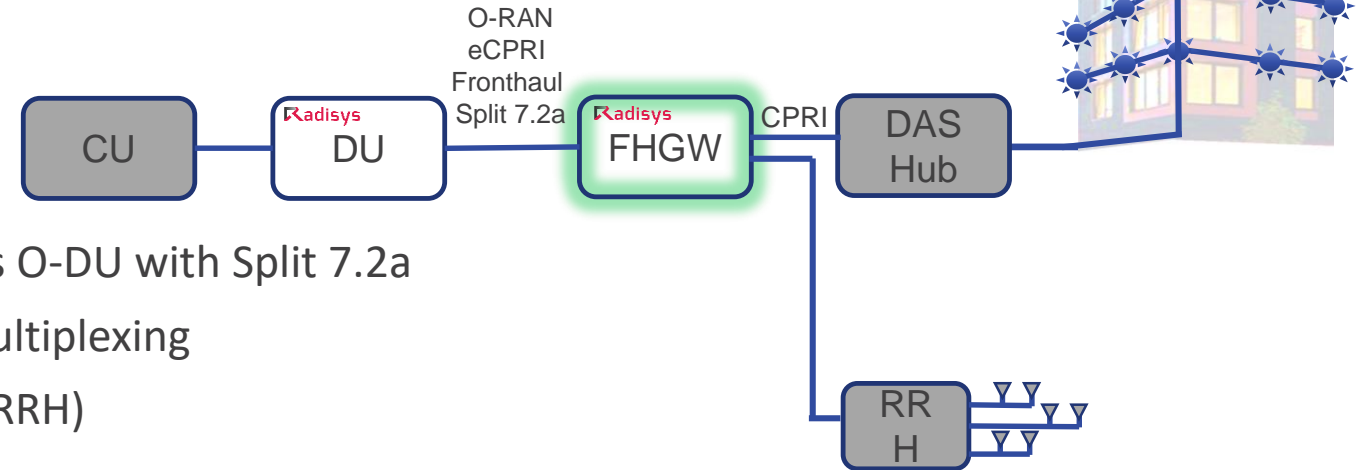 O-RAN
eCPRI
Fronthaul
Split 7.2a
CU
Radisys
DU
Radisys
FHGW
CPRI
DAS
Hub
s O-DU with Split 7.2a
ultiplexing
RRH)
RR
H